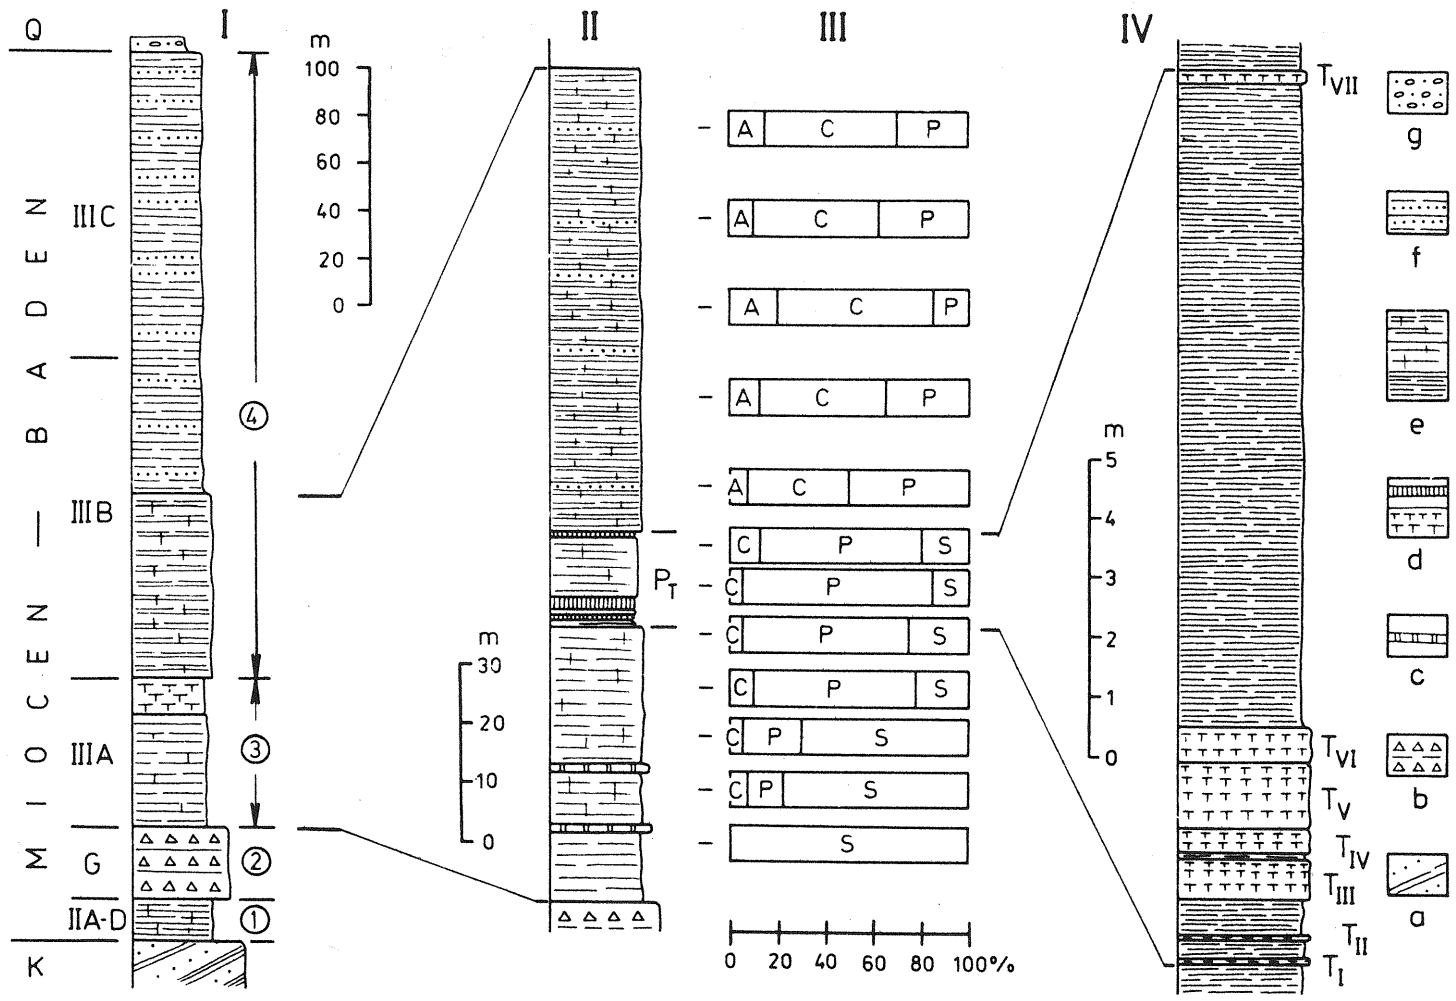 I II III IV
Q
MIOCEN — BADEN
K
IIIC
IIIB
IIIA
G
IIA-D
④
③
②
①
m
100
80
60
40
20
0
m
30
20
10
0
P_T
A C P
A C P
A C P
A C P
A C P
C P S
C P S
C P S
C P S
C P S
C P S
S
0 20 40 60 80 100%
m
5
4
3
2
1
0
T_VII
T_VI
T_V
T_IV
T_III
T_II
T_I
g
f
e
d
c
b
a